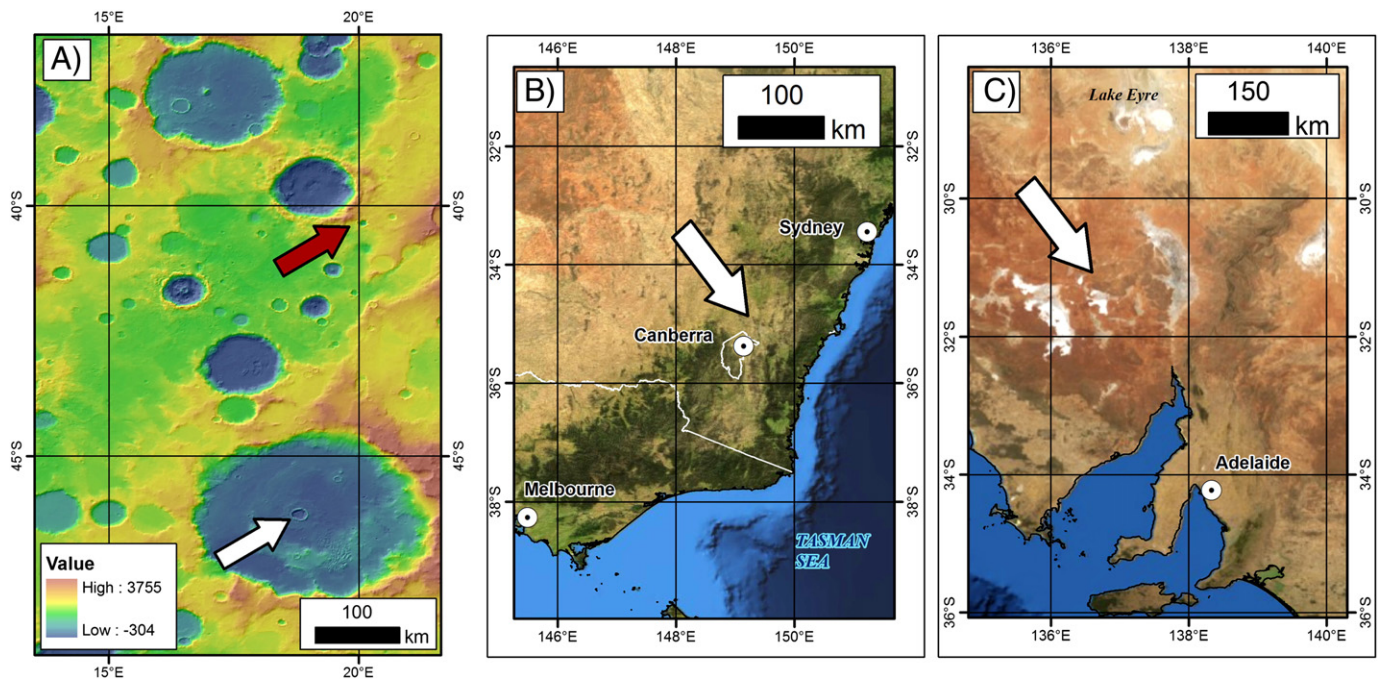 15°E
20°E
A)
40°S
40°S
45°S
45°S
Value
High : 3755
Low : -304
100
km
15°E
20°E
146°E
148°E
150°E
B)
100
km
32°S
32°S
Sydney
34°S
34°S
Canberra
36°S
36°S
Melbourne
38°S
38°S
TASMAN
SEA
146°E
148°E
150°E
136°E
138°E
140°E
C)
Lake Eyre
150
km
30°S
30°S
32°S
32°S
34°S
34°S
Adelaide
36°S
36°S
136°E
138°E
140°E